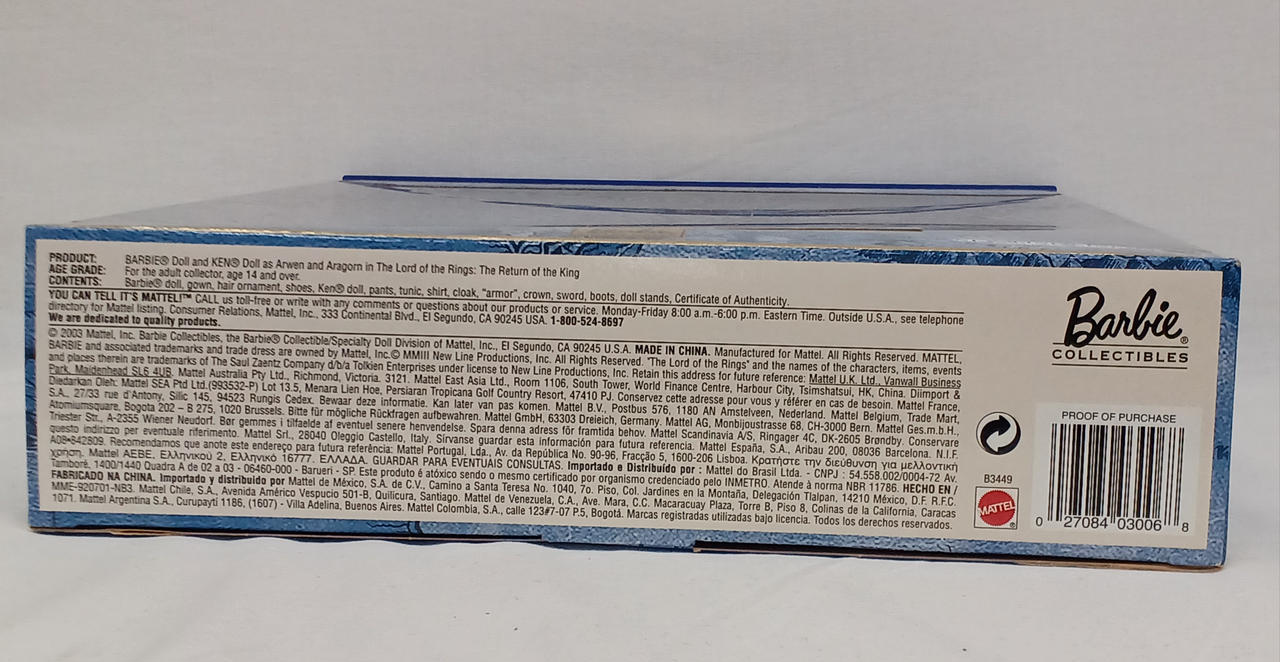 PRODUCT: BARBIE® Doll and KEN® Doll as Arwen and Aragorn in The Lord of the Rings: The Return of the King
AGE GRADE: For the adult collector, age 14 and over.
CONTENTS: Barbie® doll, gown, hair ornament, shoes, Ken® doll, pants, tunic, shirt, cloak, "armor", crown, sword, boots, doll stands, Certificate of Authenticity.
YOU CAN TELL IT'S MATTEL!™ CALL us toll-free or write with any comments or questions about our products or service. Monday-Friday 8:00 a.m.-6:00 p.m. Eastern Time. Outside U.S.A., see telephone
directory for Mattel listing. Consumer Relations, Mattel, Inc., 333 Continental Blvd., El Segundo, CA 90245 USA. 1-800-524-8697
We are dedicated to quality products.
© 2003 Mattel, Inc. Barbie Collectibles, the Barbie® Collectible/Specialty Doll Division of Mattel, Inc., El Segundo, CA 90245 U.S.A. MADE IN CHINA. Manufactured for Mattel. All Rights Reserved. MATTEL,
BARBIE and associated trademarks and trade dress are owned by Mattel, Inc.© MMIII New Line Productions, Inc. All Rights Reserved. "The Lord of the Rings" and the names of the characters, items, events
and places therein are trademarks of The Saul Zaentz Company d/b/a Tolkien Enterprises under license to New Line Productions, Inc. Retain this address for future reference: Mattel U.K. Ltd., Vanwall Business
Park, Maidenhead SL6 4UB. Mattel Australia Pty Ltd., Richmond, Victoria. 3121. Mattel East Asia Ltd., Room 1106, South Tower, World Finance Centre, Harbour City, Tsimshatsui, HK, China. Diimport &
Diedarkan Oleh: Mattel SEA Ptd Ltd.(993532-P) Lot 13.5, Menara Lien Hoe, Persiaran Tropicana Golf Country Resort, 47410 PJ. Conservez cette adresse pour vous y référer en cas de besoin. Mattel France,
S.A., 27/33 rue d'Antony, Silic 145, 94523 Rungis Cedex. Bewaar deze informatie. Kan later van pas komen. Mattel B.V., Postbus 576, 1180 AN Amstelveen, Nederland. Mattel Belgium, Trade Mart,
Atomiumsquare, Bogota 202 – B 275, 1020 Brussels. Bitte für mögliche Rückfragen aufbewahren. Mattel GmbH, 63303 Dreieich, Germany. Mattel AG, Monbijoustrasse 68, CH-3000 Bern. Mattel Ges.m.b.H.,
Triester Str., A-2355 Wiener Neudorf. Bør gemmes i tilfælde af eventuel senere henvendelse. Spara denna adress för framtida behov. Mattel Scandinavia A/S, Ringager 4C, DK-2605 Brøndby. Conservare
questo indirizzo per eventuale riferimento. Mattel Srl., 28040 Oleggio Castello, Italy. Sírvanse guardar esta información para futura referencia. Mattel España, S.A., Aribau 200, 08036 Barcelona. N.I.F.
A08•842809. Recomendamos que anote este endereço para futura referência: Mattel Portugal, Lda., Av. da República No. 90-96, Fracção 5, 1600-206 Lisboa. Κρατήστε την διεύθυνση για μελλοντική
χρήση. Mattel AEBE. Ελληνικού 2, Ελληνικό 16777. ΕΛΛΑΔΑ. GUARDAR PARA EVENTUAIS CONSULTAS. Importado e Distribuído por : Mattel do Brasil Ltda. - CNPJ : 54.558.002/0004-72 Av.
Tamboré. 1400/1440 Quadra A de 02 a 03 - 06460-000 - Barueri - SP. Este produto é atóxico sendo o mesmo certificado por organismo credenciado pelo INMETRO. Atende à norma NBR 11786. HECHO EN /
FABRICADO NA CHINA. Importado y distribuido por Mattel de México, S.A. de C.V., Camino a Santa Teresa No. 1040, 7o. Piso, Col. Jardines en la Montaña, Delegación Tlalpan, 14210 México, D.F. R.F.C.
MME-920701-NB3. Mattel Chile, S.A., Avenida Américo Vespucio 501-B, Quilicura, Santiago. Mattel de Venezuela, C.A., Ave. Mara, C.C. Macaracuay Plaza, Torre B, Piso 8, Colinas de la California, Caracas
1071. Mattel Argentina S.A., Curupaytí 1186, (1607) - Villa Adelina, Buenos Aires. Mattel Colombia, S.A., calle 123#7-07 P.5, Bogotá. Marcas registradas utilizadas bajo licencia. Todos los derechos reservados.
Barbie®
COLLECTIBLES®
PROOF OF PURCHASE
B3449
MATTEL®
0 27084 03006 8